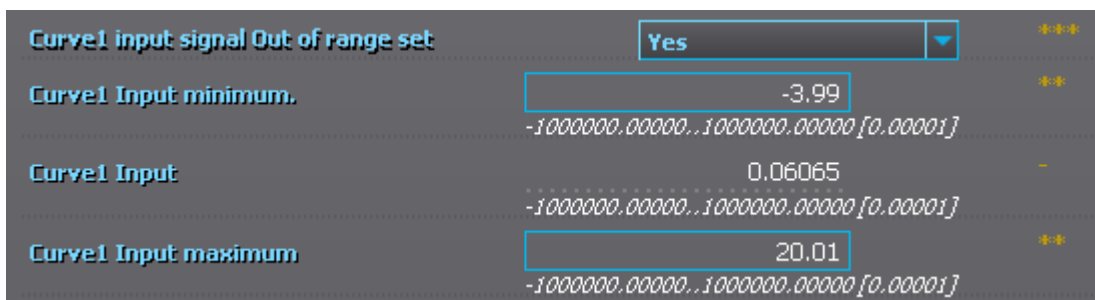 Curve1 input signal Out of range set Yes ***
Curve1 Input minimum. -3.99 **
-1000000.00000..1000000.00000 [0.00001]
Curve1 Input 0.06065 -
-1000000.00000..1000000.00000 [0.00001]
Curve1 Input maximum 20.01 **
-1000000.00000..1000000.00000 [0.00001]